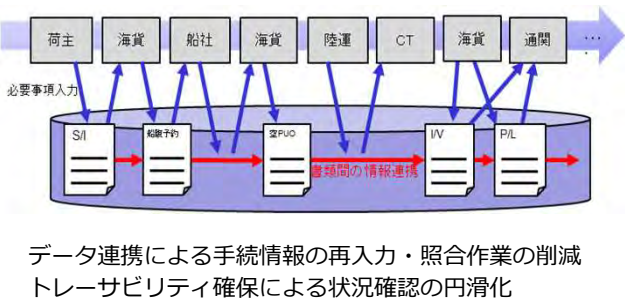 荷主 海貨 船社 海貨 陸運 CT 海貨 通関 ・・・
必要事項入力
S/I 船腹予約 空PUO I/V P/L
書類間の情報連携
データ連携による手続情報の再入力・照合作業の削減
トレーサビリティ確保による状況確認の円滑化